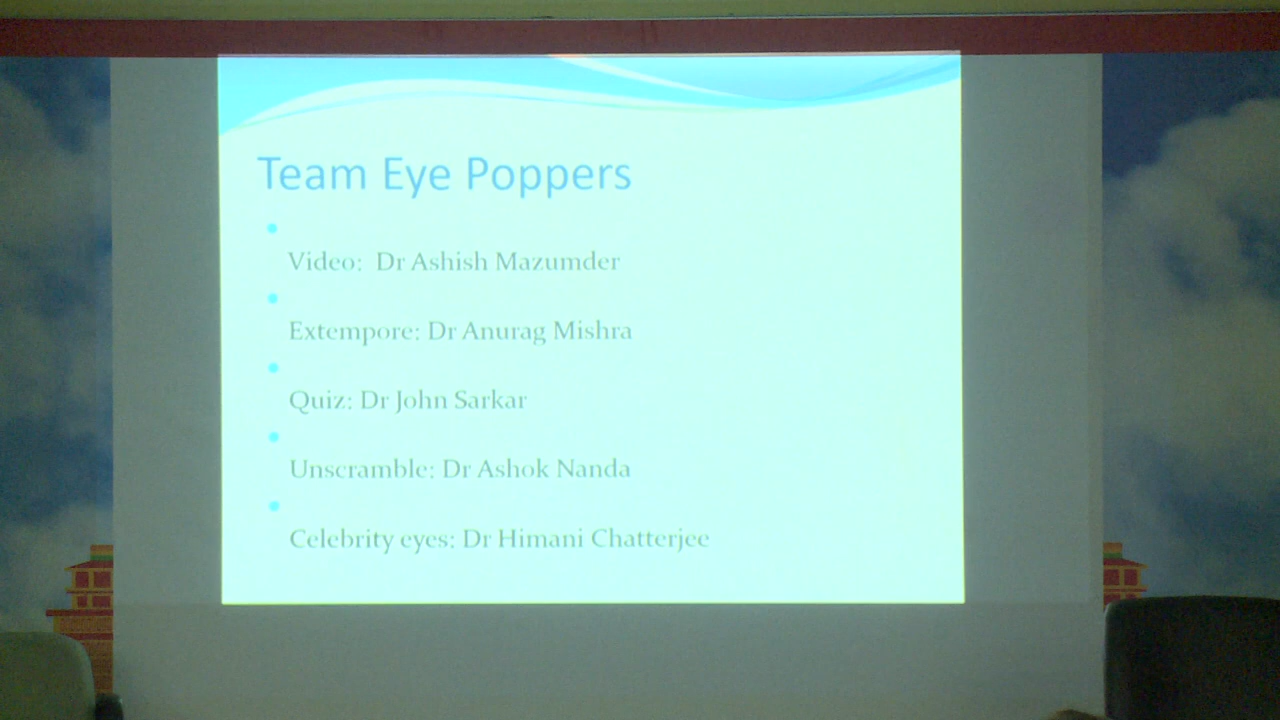 Team Eye Poppers
Video: Dr Ashish Mazumder
Extempore: Dr Anurag Mishra
Quiz: Dr John Sarkar
Unscramble: Dr Ashok Nanda
Celebrity eyes: Dr Himani Chatterjee